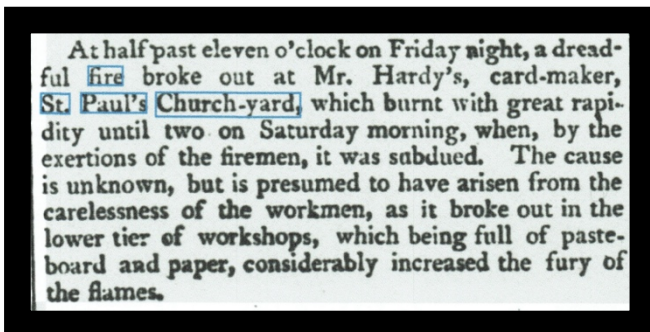 At half past eleven o'clock on Friday night, a dread-
ful fire broke out at Mr. Hardy's, card-maker,
St. Paul's Church-yard, which burnt with great rapi-
dity until two on Saturday morning, when, by the
exertions of the firemen, it was subdued. The cause
is unknown, but is presumed to have arisen from the
carelessness of the workmen, as it broke out in the
lower tier of workshops, which being full of paste-
board and paper, considerably increased the fury of
the flames.